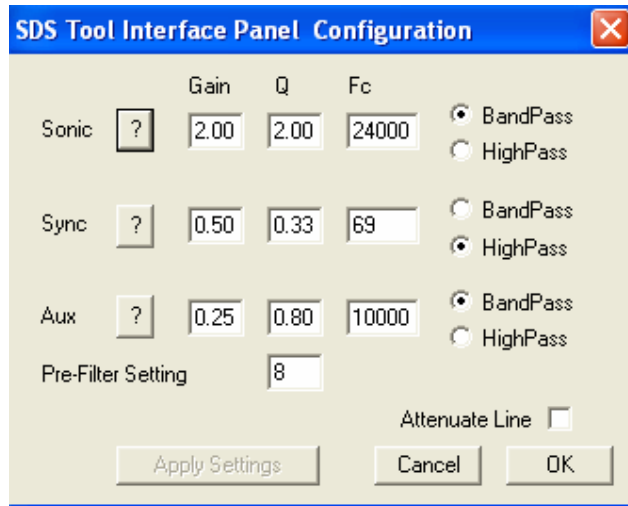 SDS Tool Interface Panel Configuration
Gain Q Fc
Sonic ? 2.00 2.00 24000 BandPass
HighPass
Sync ? 0.50 0.33 69 BandPass
HighPass
Aux ? 0.25 0.80 10000 BandPass
HighPass
Pre-Filter Setting 8
Attenuate Line
Apply Settings Cancel OK